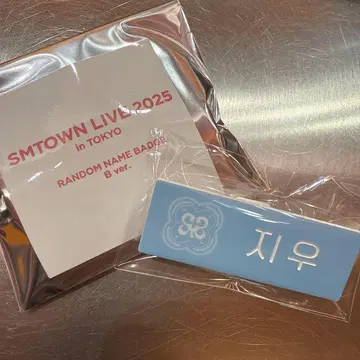 SMTOWN LIVE 2025
in TOKYO
RANDOM NAME BADGE
B ver.
지우